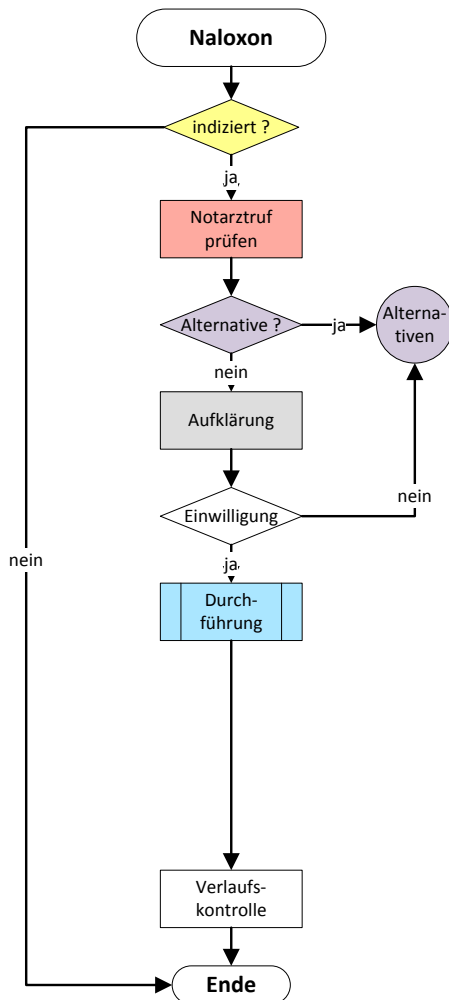 Naloxon
indiziert ?
ja
Notarztruf
prüfen
Alternative ?
ja
Alterna-
tiven
nein
Aufklärung
Einwilligung
nein
ja
nein
Durch-
führung
Verlaufs-
kontrolle
Ende